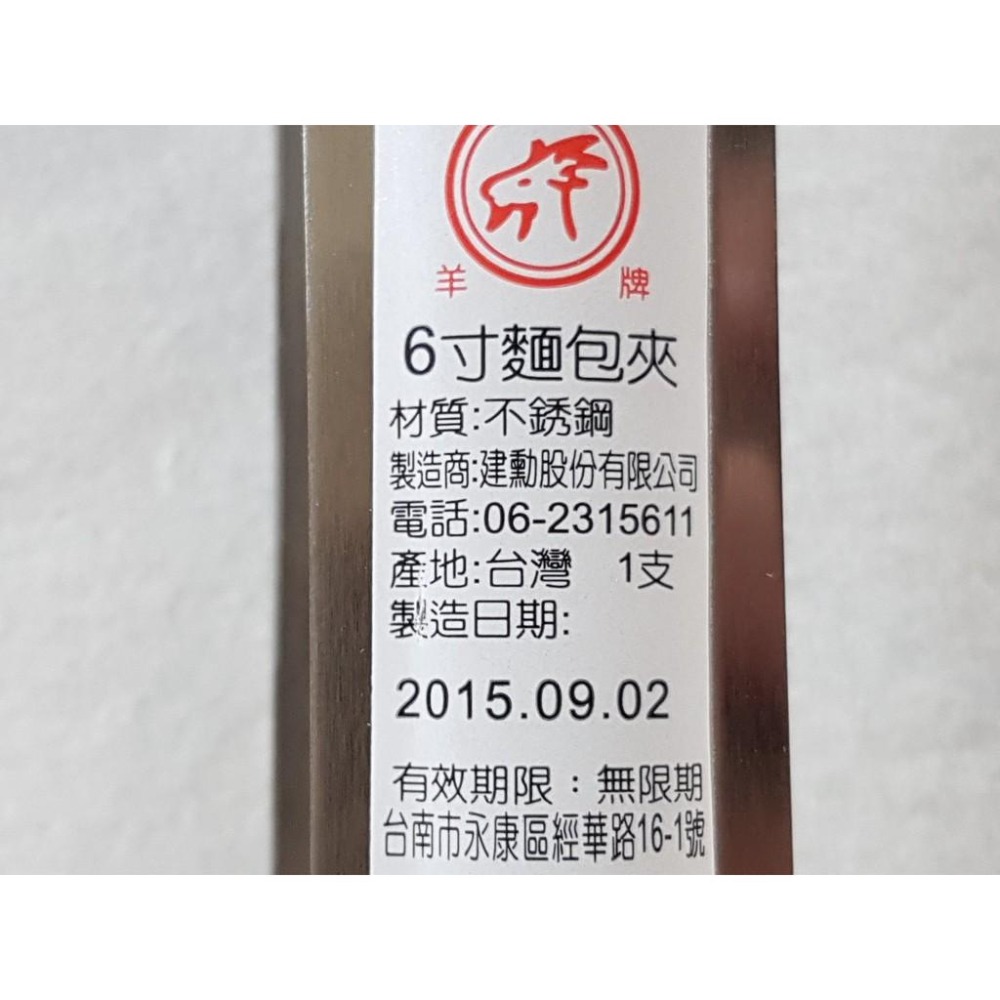 羊 牌
6寸麵包夾
材質:不銹鋼
製造商:建勳股份有限公司
電話:06-2315611
產地:台灣 1支
製造日期:
2015.09.02
有效期限：無限期
台南市永康區經華路16-1號